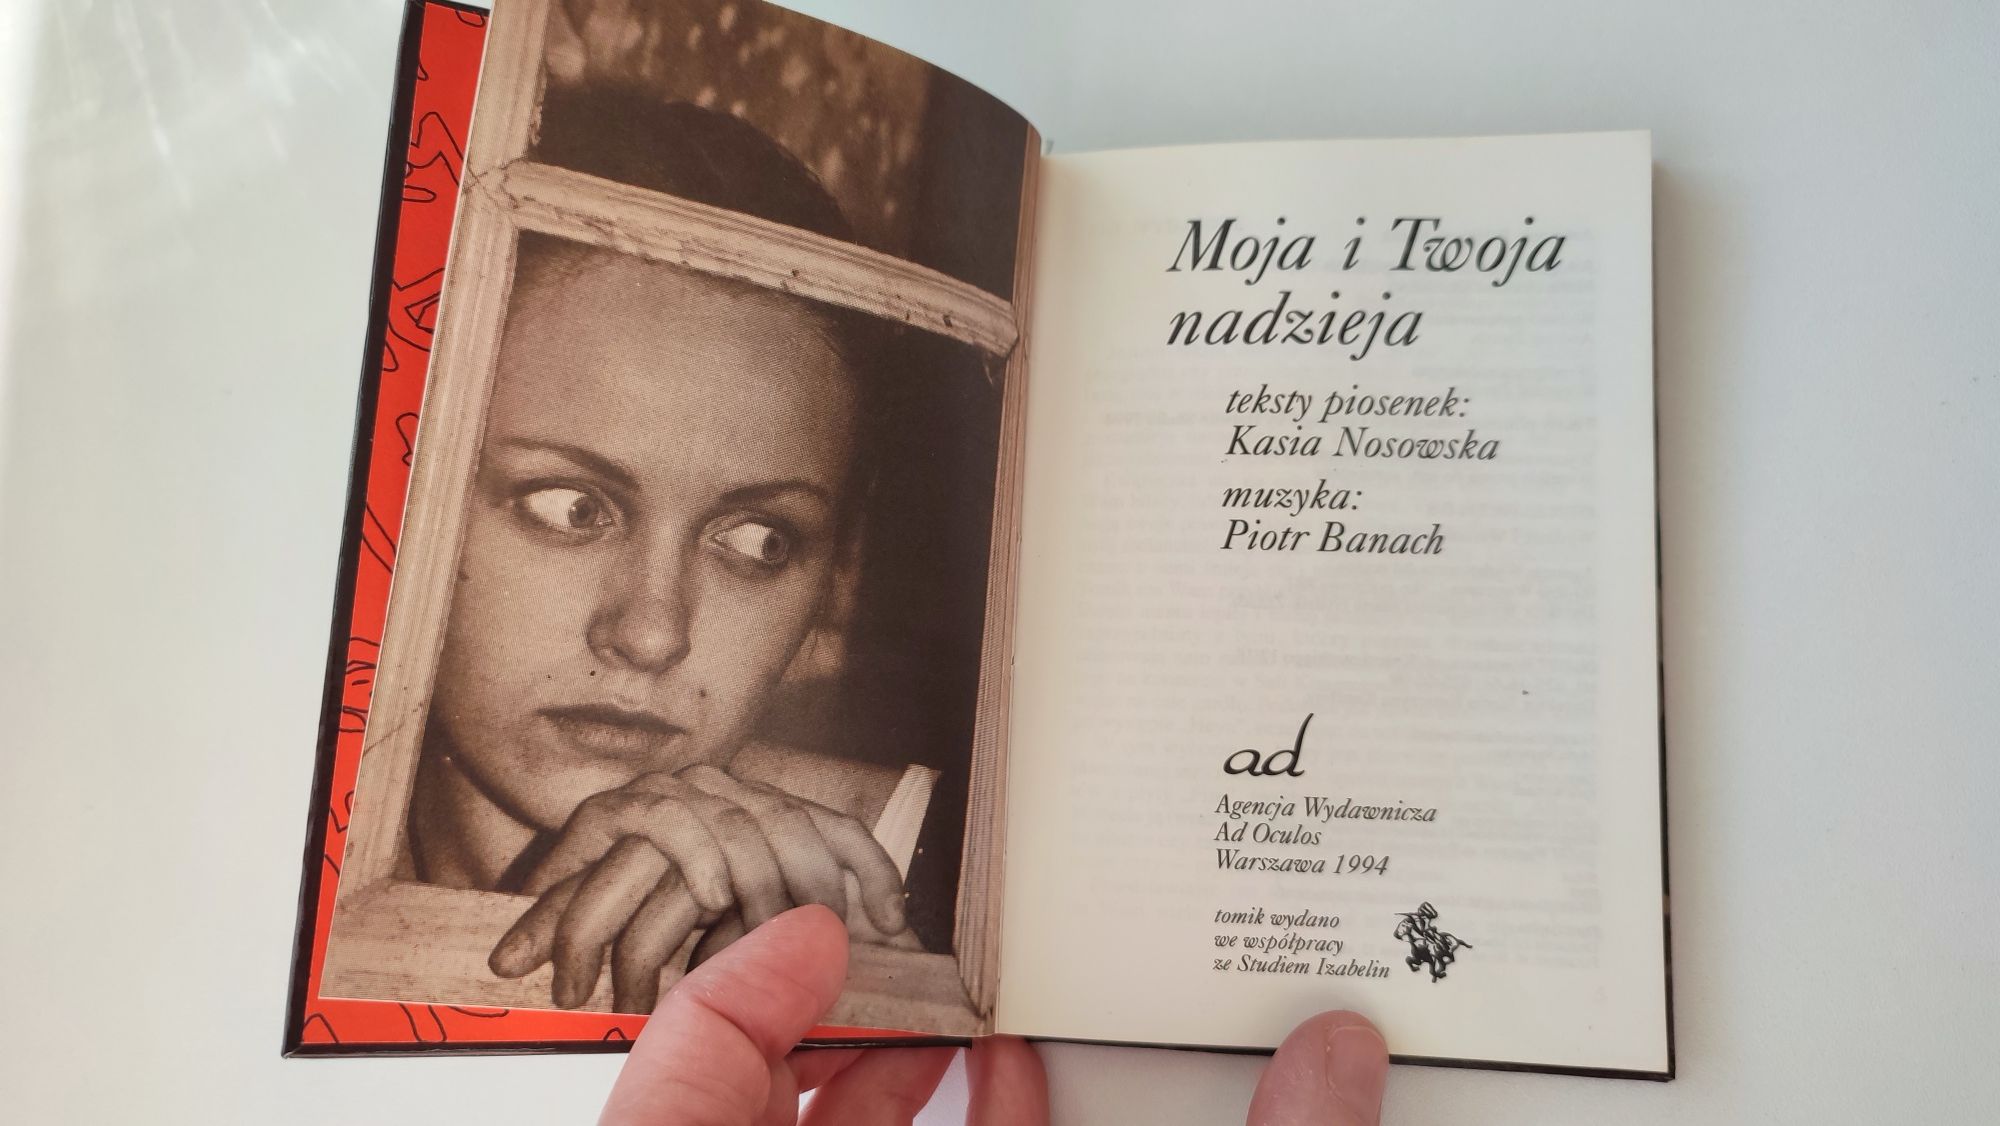 Moja i Twoja
nadzieja
teksty piosenek:
Kasia Nosowska
muzyka:
Piotr Banach
ad
Agencja Wydawnicza
Ad Oculos
Warszawa 1994
tomik wydano
we współpracy
ze Studiem Izabelin